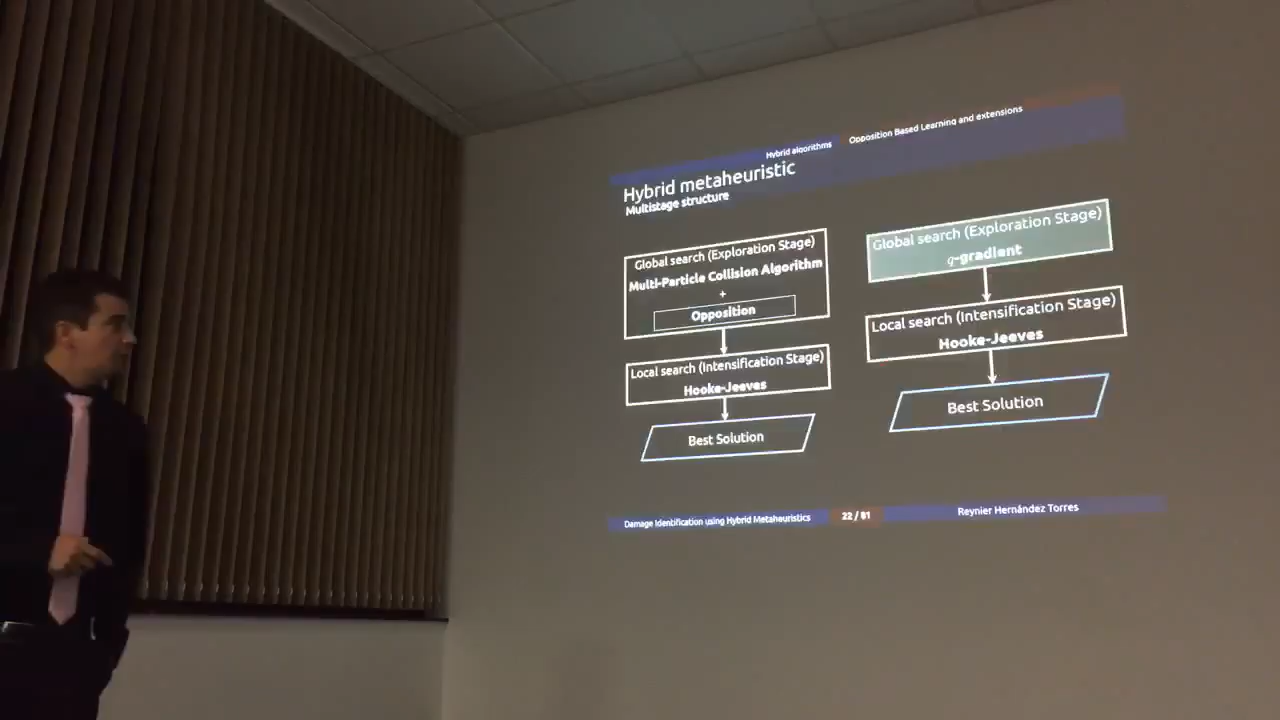 Hybrid algorithms
Opposition Based Learning and extensions
Hybrid metaheuristic
Multistage structure
Global search (Exploration Stage)
Multi-Particle Collision Algorithm
+
Opposition
Local search (Intensification Stage)
Hooke-Jeeves
Best Solution
Global search (Exploration Stage)
q-gradient
Local search (Intensification Stage)
Hooke-Jeeves
Best Solution
Damage Identification using Hybrid Metaheuristics
22 / 81
Reynier Hernández Torres